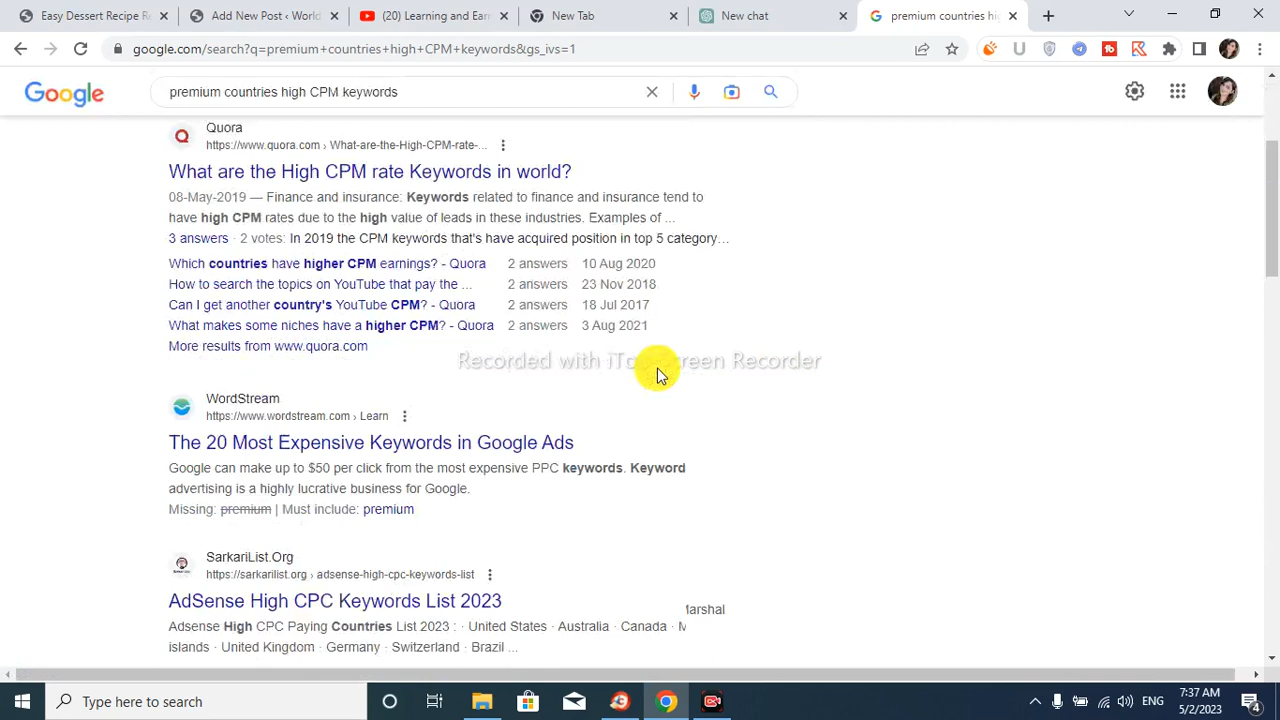 Easy Dessert Recipe R
Add New Post ‹ World
(20) Learning and Earn
New Tab
New chat
premium countries hig
google.com/search?q=premium+countries+high+CPM+keywords&gs_ivs=1
Google
premium countries high CPM keywords
Quora
https://www.quora.com › What-are-the-High-CPM-rate-...
What are the High CPM rate Keywords in world?
08-May-2019 — Finance and insurance: Keywords related to finance and insurance tend to
have high CPM rates due to the high value of leads in these industries. Examples of ...
3 answers · 2 votes: In 2019 the CPM keywords that's have acquired position in top 5 category…
Which countries have higher CPM earnings? - Quora 2 answers 10 Aug 2020
How to search the topics on YouTube that pay the ... 2 answers 23 Nov 2018
Can I get another country's YouTube CPM? - Quora 2 answers 18 Jul 2017
What makes some niches have a higher CPM? - Quora 2 answers 3 Aug 2021
More results from www.quora.com
Recorded with iTop Screen Recorder
WordStream
https://www.wordstream.com › Learn
The 20 Most Expensive Keywords in Google Ads
Google can make up to $50 per click from the most expensive PPC keywords. Keyword
advertising is a highly lucrative business for Google.
Missing: premium | Must include: premium
SarkariList.Org
https://sarkarilist.org › adsense-high-cpc-keywords-list
AdSense High CPC Keywords List 2023
Adsense High CPC Paying Countries List 2023 : · United States · Australia · Canada · Marshal
islands · United Kingdom · Germany · Switzerland · Brazil ...
Type here to search
ENG
7:37 AM
5/2/2023
4